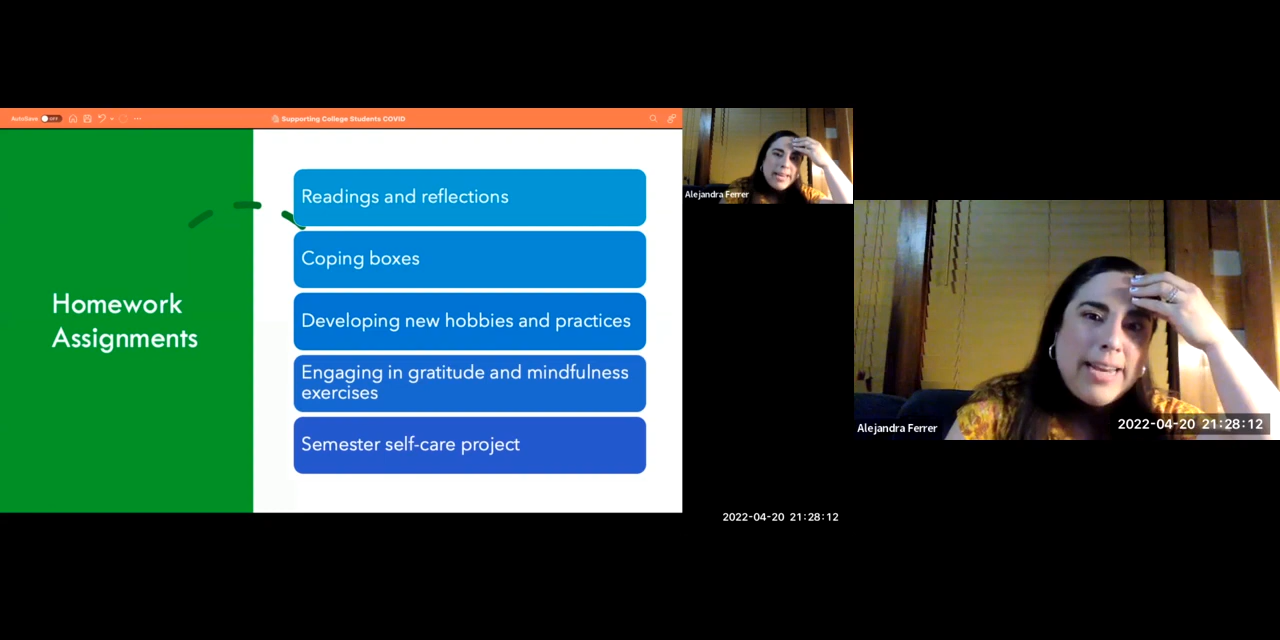 AutoSave OFF
Supporting College Students COVID
Homework
Assignments
Readings and reflections
Coping boxes
Developing new hobbies and practices
Engaging in gratitude and mindfulness
exercises
Semester self-care project
Alejandra Ferrer
2022-04-20 21:28:12
Alejandra Ferrer
2022-04-20 21:28:12